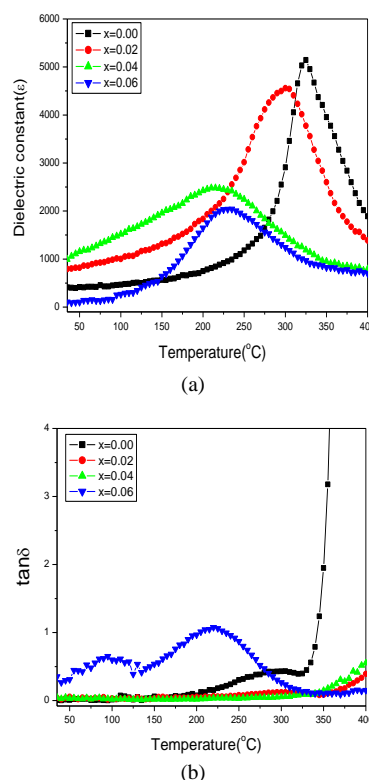 6000
5000
4000
3000
2000
1000
0
Dielectric constant(ε)
x=0.00
x=0.02
x=0.04
x=0.06
50 100 150 200 250 300 350 400
Temperature(°C)
(a)
4
3
2
1
0
tanδ
x=0.00
x=0.02
x=0.04
x=0.06
50 100 150 200 250 300 350 400
Temperature(°C)
(b)